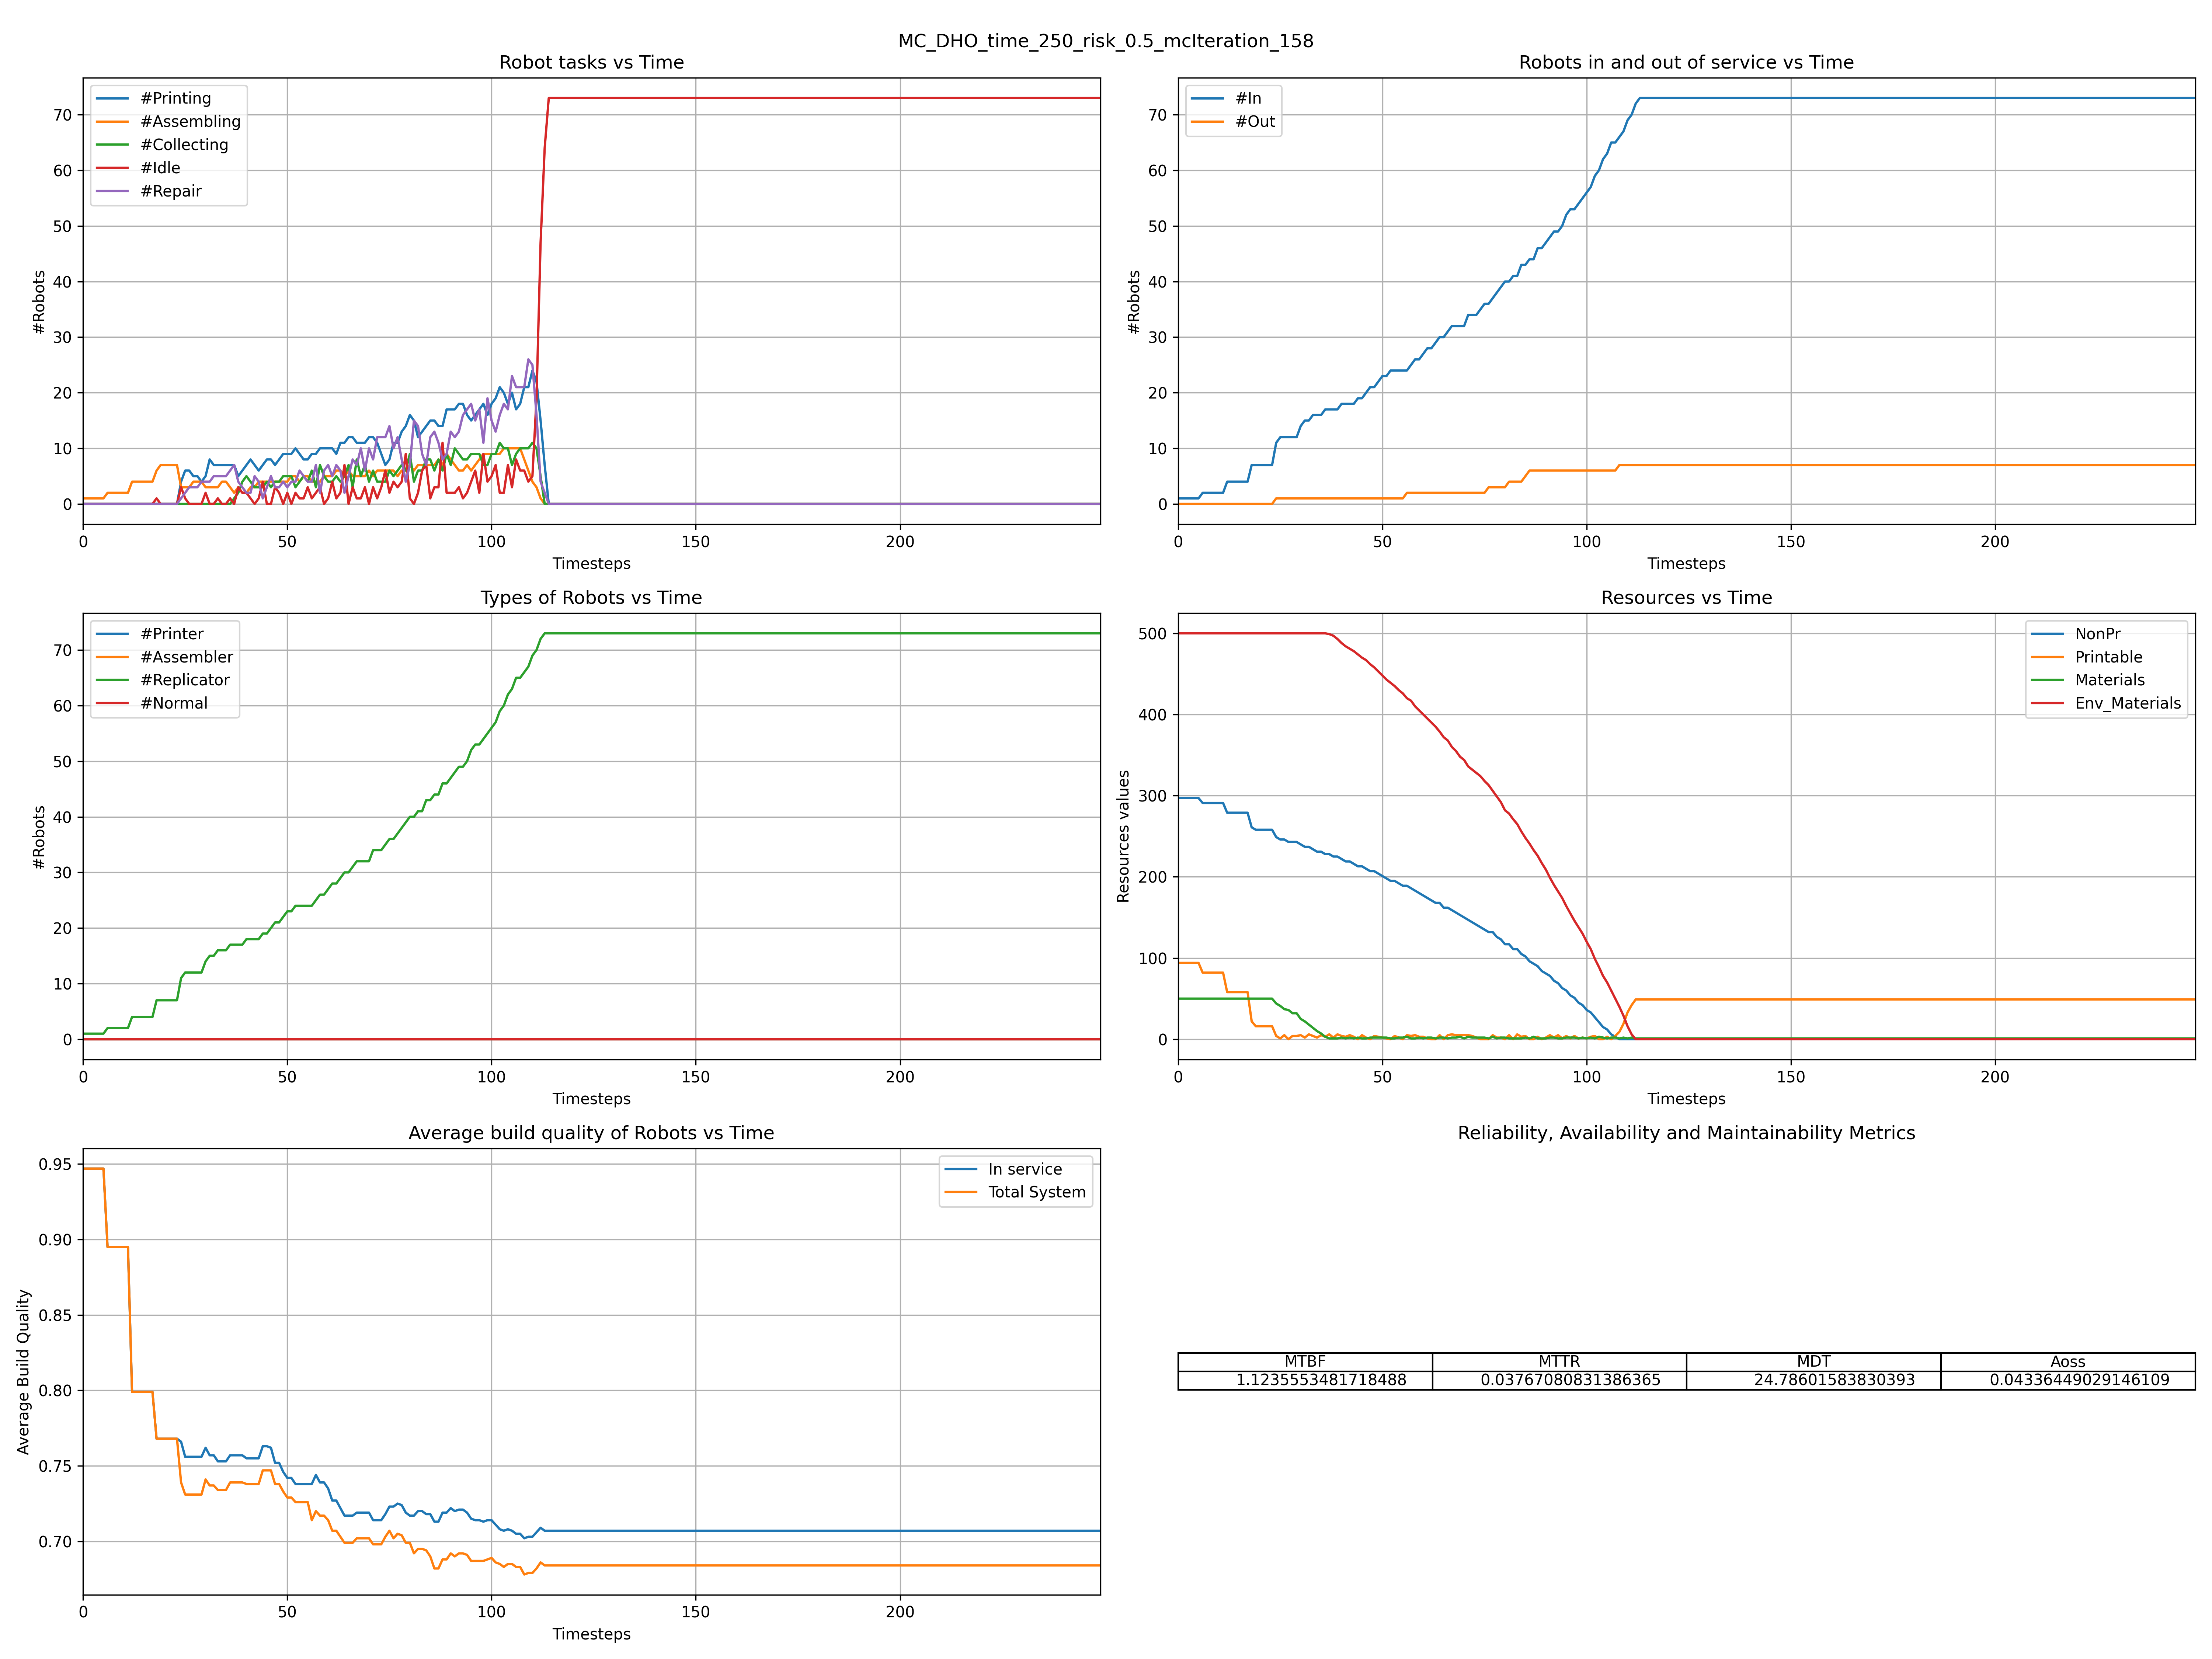 MC_DHO_time_250_risk_0.5_mcIteration_158
Robot tasks vs Time
#Printing
#Assembling
#Collecting
#Idle
#Repair
70
60
50
40
30
20
10
0
#Robots
0 50 100 150 200
Timesteps
Robots in and out of service vs Time
#In
#Out
70
60
50
40
30
20
10
0
#Robots
0 50 100 150 200
Timesteps
Types of Robots vs Time
#Printer
#Assembler
#Replicator
#Normal
70
60
50
40
30
20
10
0
#Robots
0 50 100 150 200
Timesteps
Resources vs Time
NonPr
Printable
Materials
Env_Materials
500
400
300
200
100
0
Resources values
0 50 100 150 200
Timesteps
Average build quality of Robots vs Time
In service
Total System
0.95
0.90
0.85
0.80
0.75
0.70
Average Build Quality
0 50 100 150 200
Timesteps
Reliability, Availability and Maintainability Metrics
MTBF MTTR MDT Aoss
1.1235553481718488 0.03767080831386365 24.78601583830393 0.04336449029146109